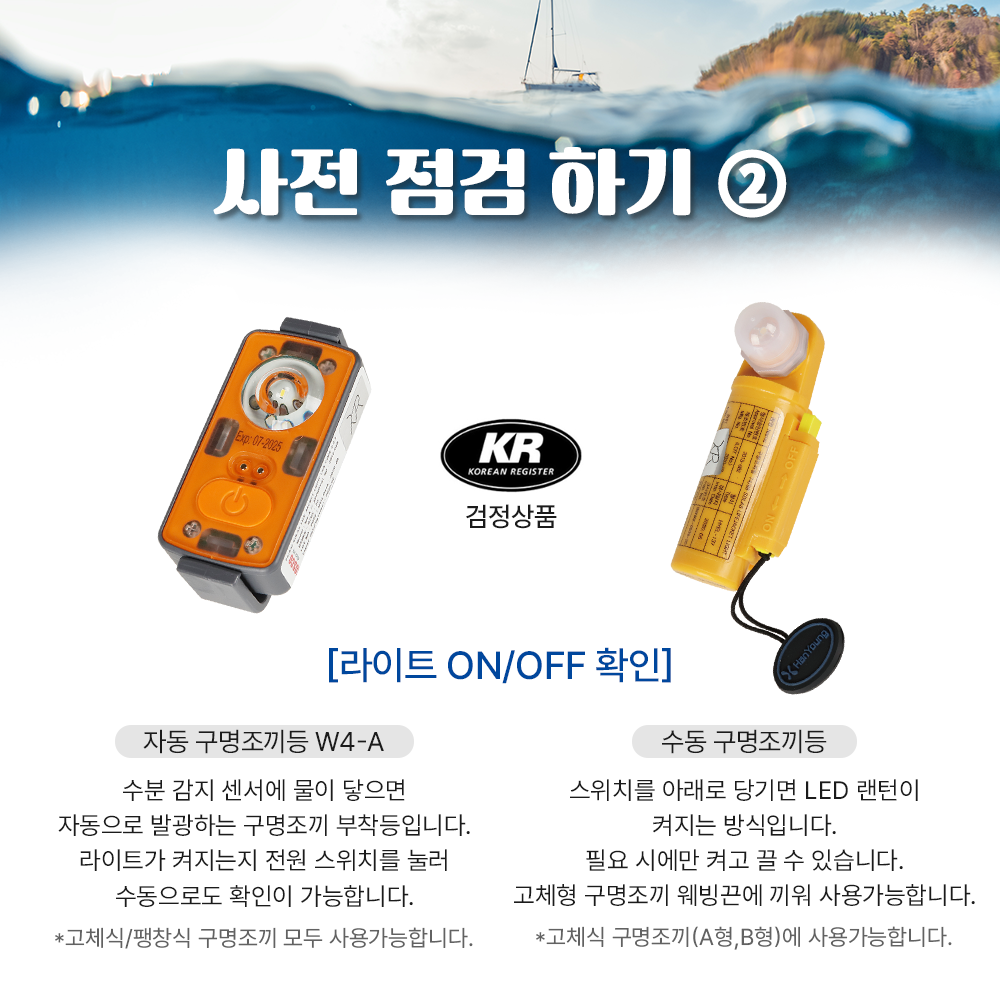 사전 점검 하기 ②
Exp: 07-2025
KR
KOREAN REGISTER
검정상품
OFF
ON
HanYoung
[라이트 ON/OFF 확인]
자동 구명조끼등 W4-A
수분 감지 센서에 물이 닿으면
자동으로 발광하는 구명조끼 부착등입니다.
라이트가 켜지는지 전원 스위치를 눌러
수동으로도 확인이 가능합니다.
*고체식/팽창식 구명조끼 모두 사용가능합니다.
수동 구명조끼등
스위치를 아래로 당기면 LED 랜턴이
켜지는 방식입니다.
필요 시에만 켜고 끌 수 있습니다.
고체형 구명조끼 웨빙끈에 끼워 사용가능합니다.
*고체식 구명조끼(A형,B형)에 사용가능합니다.